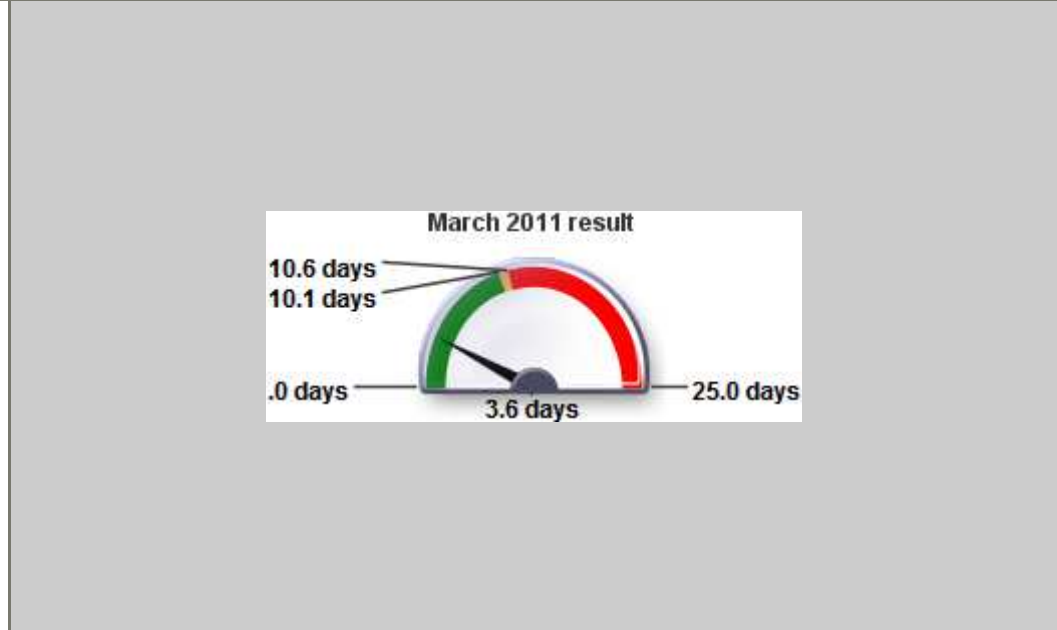 March 2011 result
10.6 days
10.1 days
.0 days
25.0 days
3.6 days